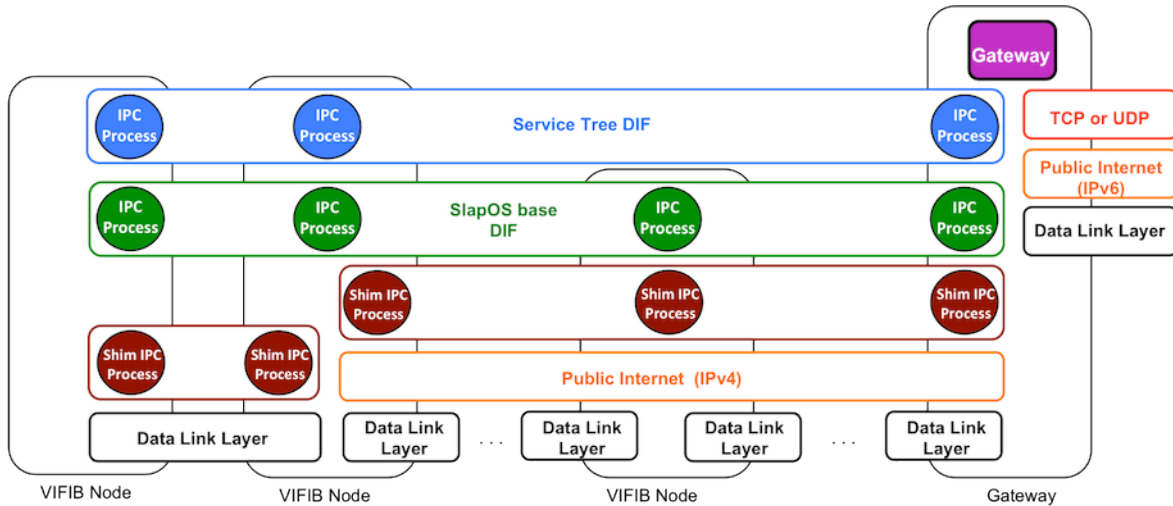 Gateway
IPC
Process
IPC
Process
Service Tree DIF
IPC
Process
TCP or UDP
Public Internet
(IPv6)
Data Link Layer
IPC
Process
IPC
Process
SlapOS base
DIF
IPC
Process
IPC
Process
Shim IPC
Process
Shim IPC
Process
Shim IPC
Process
Shim IPC
Process
Shim IPC
Process
Public Internet (IPv4)
Data Link Layer
Data Link
Layer
. . .
Data Link
Layer
Data Link
Layer
. . .
Data Link
Layer
VIFIB Node
VIFIB Node
VIFIB Node
Gateway